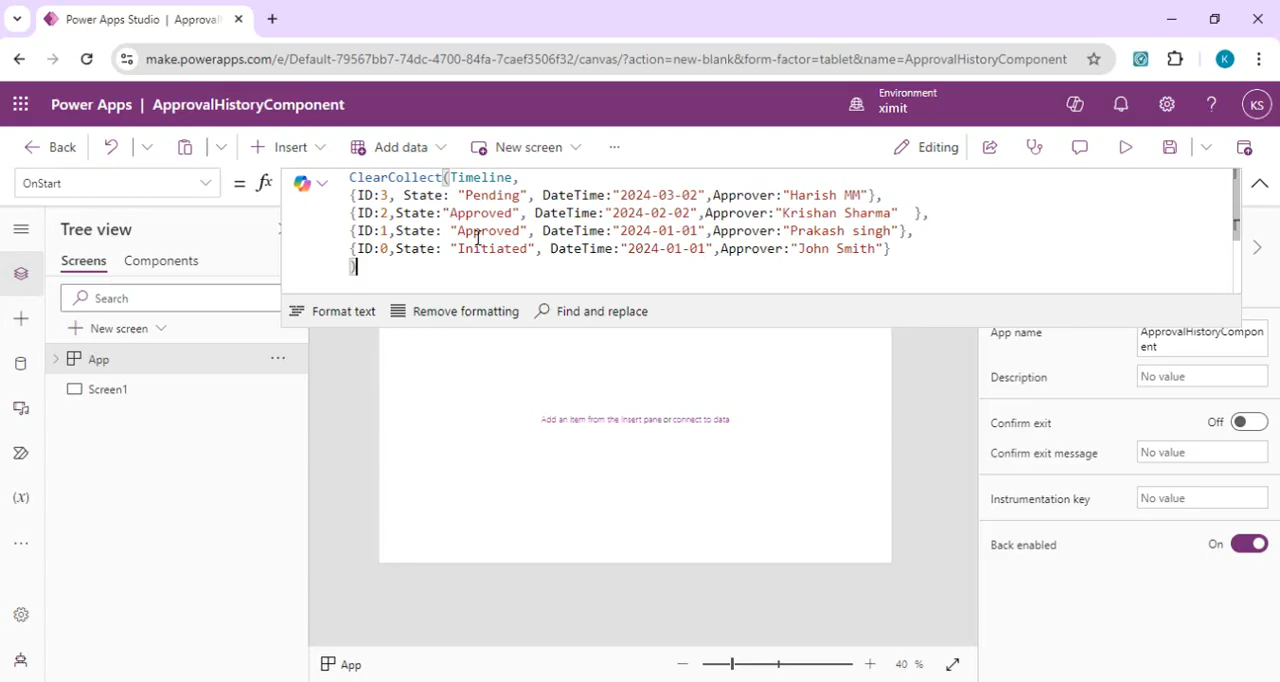 Power Apps Studio | Approval
make.powerapps.com/e/Default-79567bb7-74dc-4700-84fa-7caef3506f32/canvas/?action=new-blank&form-factor=tablet&name=ApprovalHistoryComponent
K
Power Apps | ApprovalHistoryComponent
Environment
ximit
KS
Back
Insert
Add data
New screen
Editing
OnStart
= fx
ClearCollect(Timeline,
{ID:3, State: "Pending", DateTime:"2024-03-02",Approver:"Harish MM"},
{ID:2,State:"Approved", DateTime:"2024-02-02",Approver:"Krishan Sharma"  },
{ID:1,State: "Approved", DateTime:"2024-01-01",Approver:"Prakash singh"},
{ID:0,State: "Initiated", DateTime:"2024-01-01",Approver:"John Smith"}
)
Format text
Remove formatting
Find and replace
Tree view
Screens
Components
Search
New screen
App
Screen1
Add an item from the Insert pane or connect to data
App name
ApprovalHistoryCompon
ent
Description
No value
Confirm exit
Off
Confirm exit message
No value
Instrumentation key
No value
Back enabled
On
(x)
App
40 %